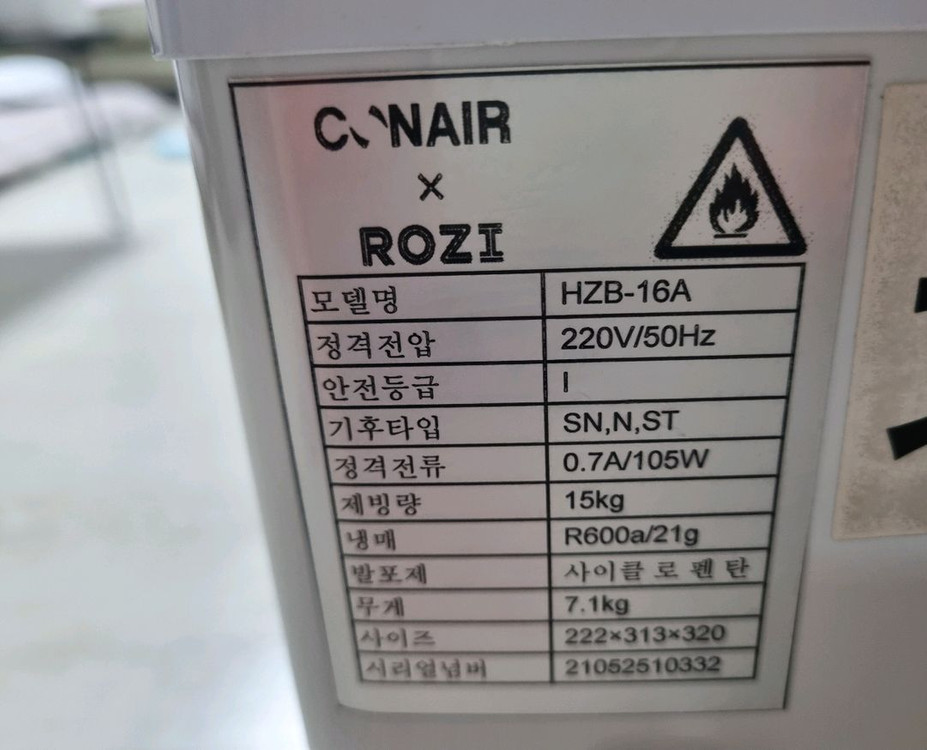 CONAIR
×
ROZI
모델명 HZB-16A
정격전압 220V/50Hz
안전등급 I
기후타입 SN,N,ST
정격전류 0.7A/105W
제빙량 15kg
냉매 R600a/21g
발포제 사이클로펜탄
무게 7.1kg
사이즈 222×313×320
시리얼넘버 21052510332